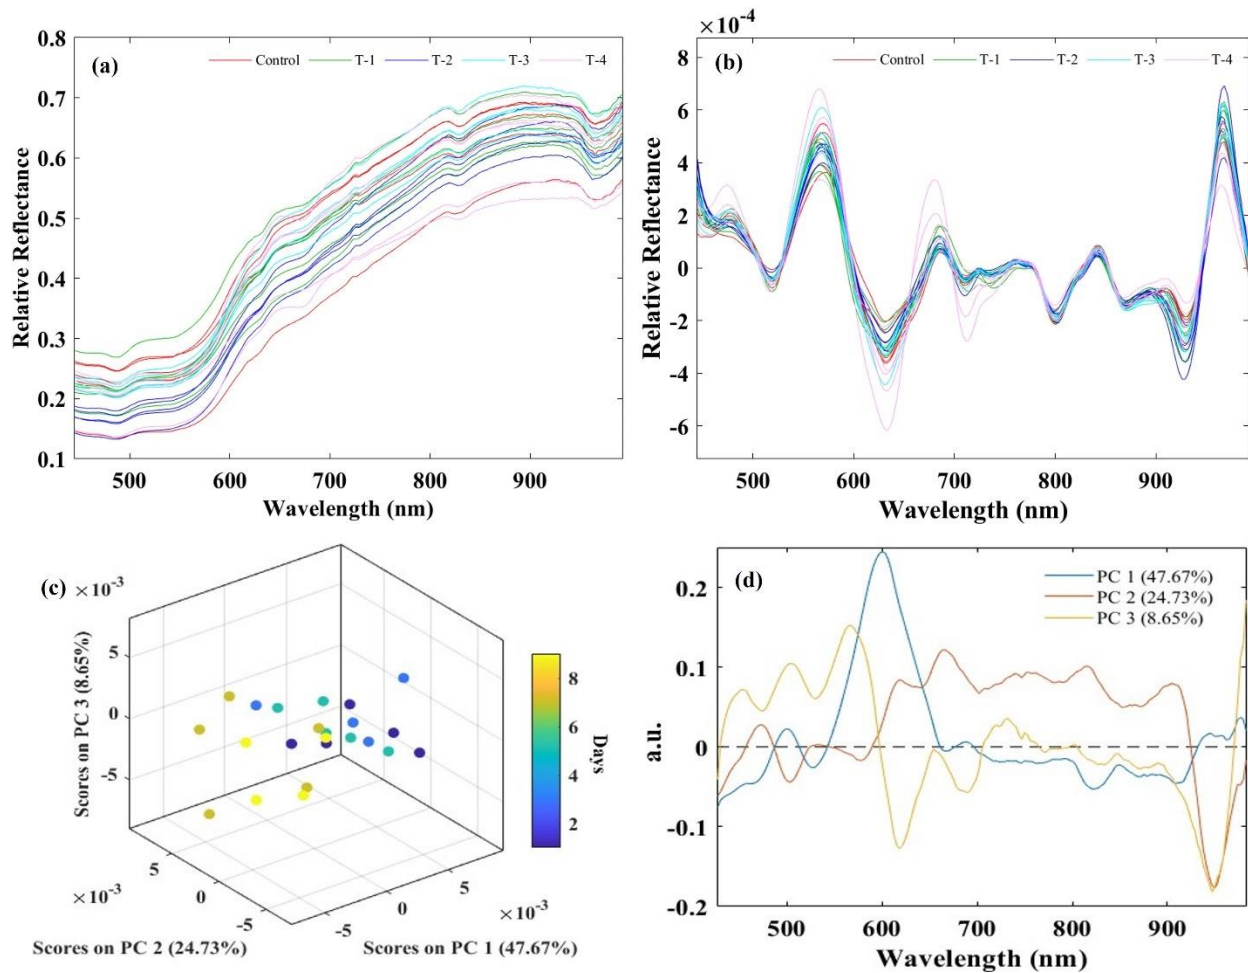 (a)
Control T-1 T-2 T-3 T-4
0.8
0.7
0.6
0.5
0.4
0.3
0.2
0.1
Relative Reflectance
500 600 700 800 900
Wavelength (nm)
×10-4
(b)
Control T-1 T-2 T-3 T-4
8
6
4
2
0
-2
-4
-6
Relative Reflectance
500 600 700 800 900
Wavelength (nm)
(c)
×10-3
5
0
-5
Scores on PC 3 (8.65%)
5
0
-5
×10-3
Scores on PC 2 (24.73%)
-5
0
5
×10-3
Scores on PC 1 (47.67%)
8
6
4
2
Days
(d)
PC 1 (47.67%)
PC 2 (24.73%)
PC 3 (8.65%)
0.2
0.1
0
-0.1
-0.2
a.u.
500 600 700 800 900
Wavelength (nm)